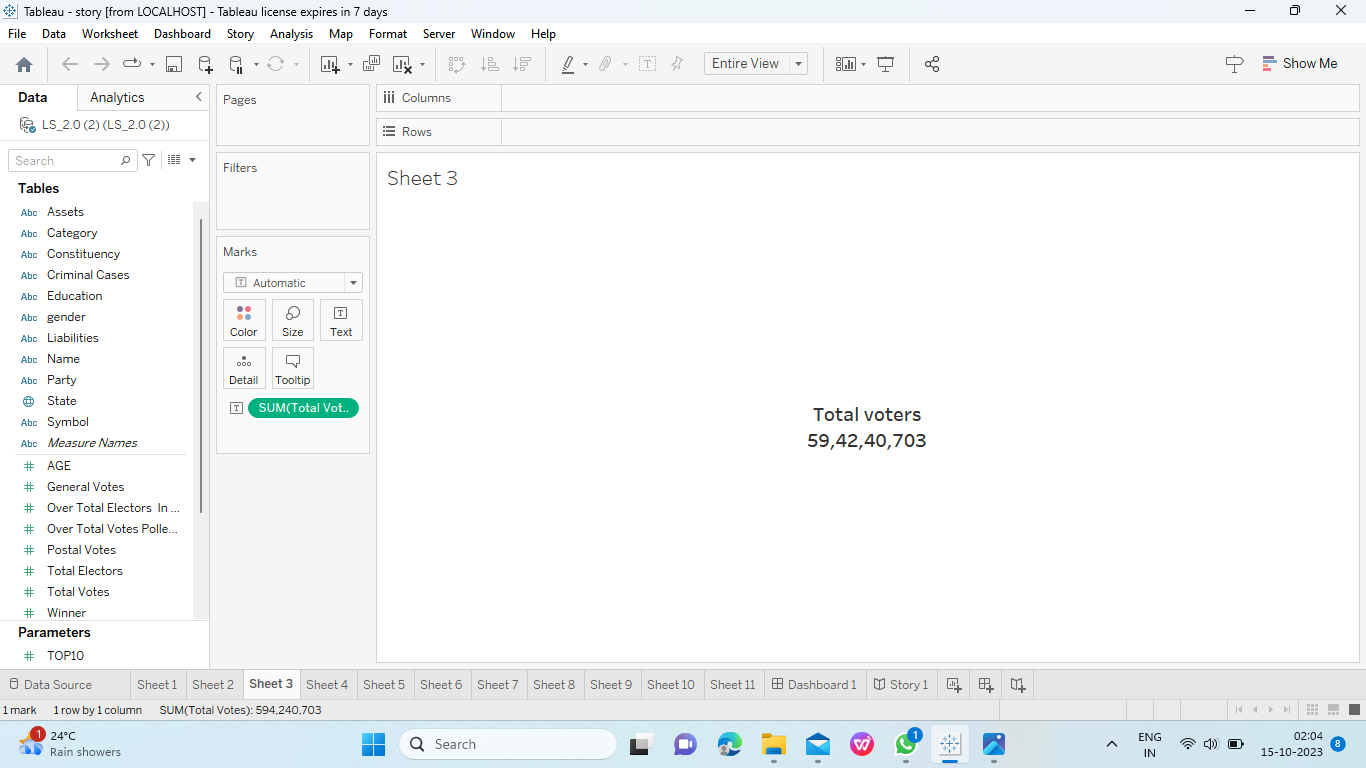 Tableau - story [from LOCALHOST] - Tableau license expires in 7 days
File Data Worksheet Dashboard Story Analysis Map Format Server Window Help
Entire View
Show Me
Data Analytics
LS_2.0 (2) (LS_2.0 (2))
Search
Tables
Abc Assets
Abc Category
Abc Constituency
Abc Criminal Cases
Abc Education
Abc gender
Abc Liabilities
Abc Name
Abc Party
State
Abc Symbol
Abc Measure Names
# AGE
# General Votes
# Over Total Electors In ...
# Over Total Votes Polle...
# Postal Votes
# Total Electors
# Total Votes
# Winner
Parameters
# TOP10
Pages
Filters
Marks
T Automatic
Color Size Text
Detail Tooltip
T SUM(Total Vot..
Columns
Rows
Sheet 3
Total voters
59,42,40,703
Data Source Sheet 1 Sheet 2 Sheet 3 Sheet 4 Sheet 5 Sheet 6 Sheet 7 Sheet 8 Sheet 9 Sheet 10 Sheet 11 Dashboard 1 Story 1
1 mark 1 row by 1 column SUM(Total Votes): 594,240,703
1
24°C
Rain showers
Search
1
ENG
IN
02:04
15-10-2023
8